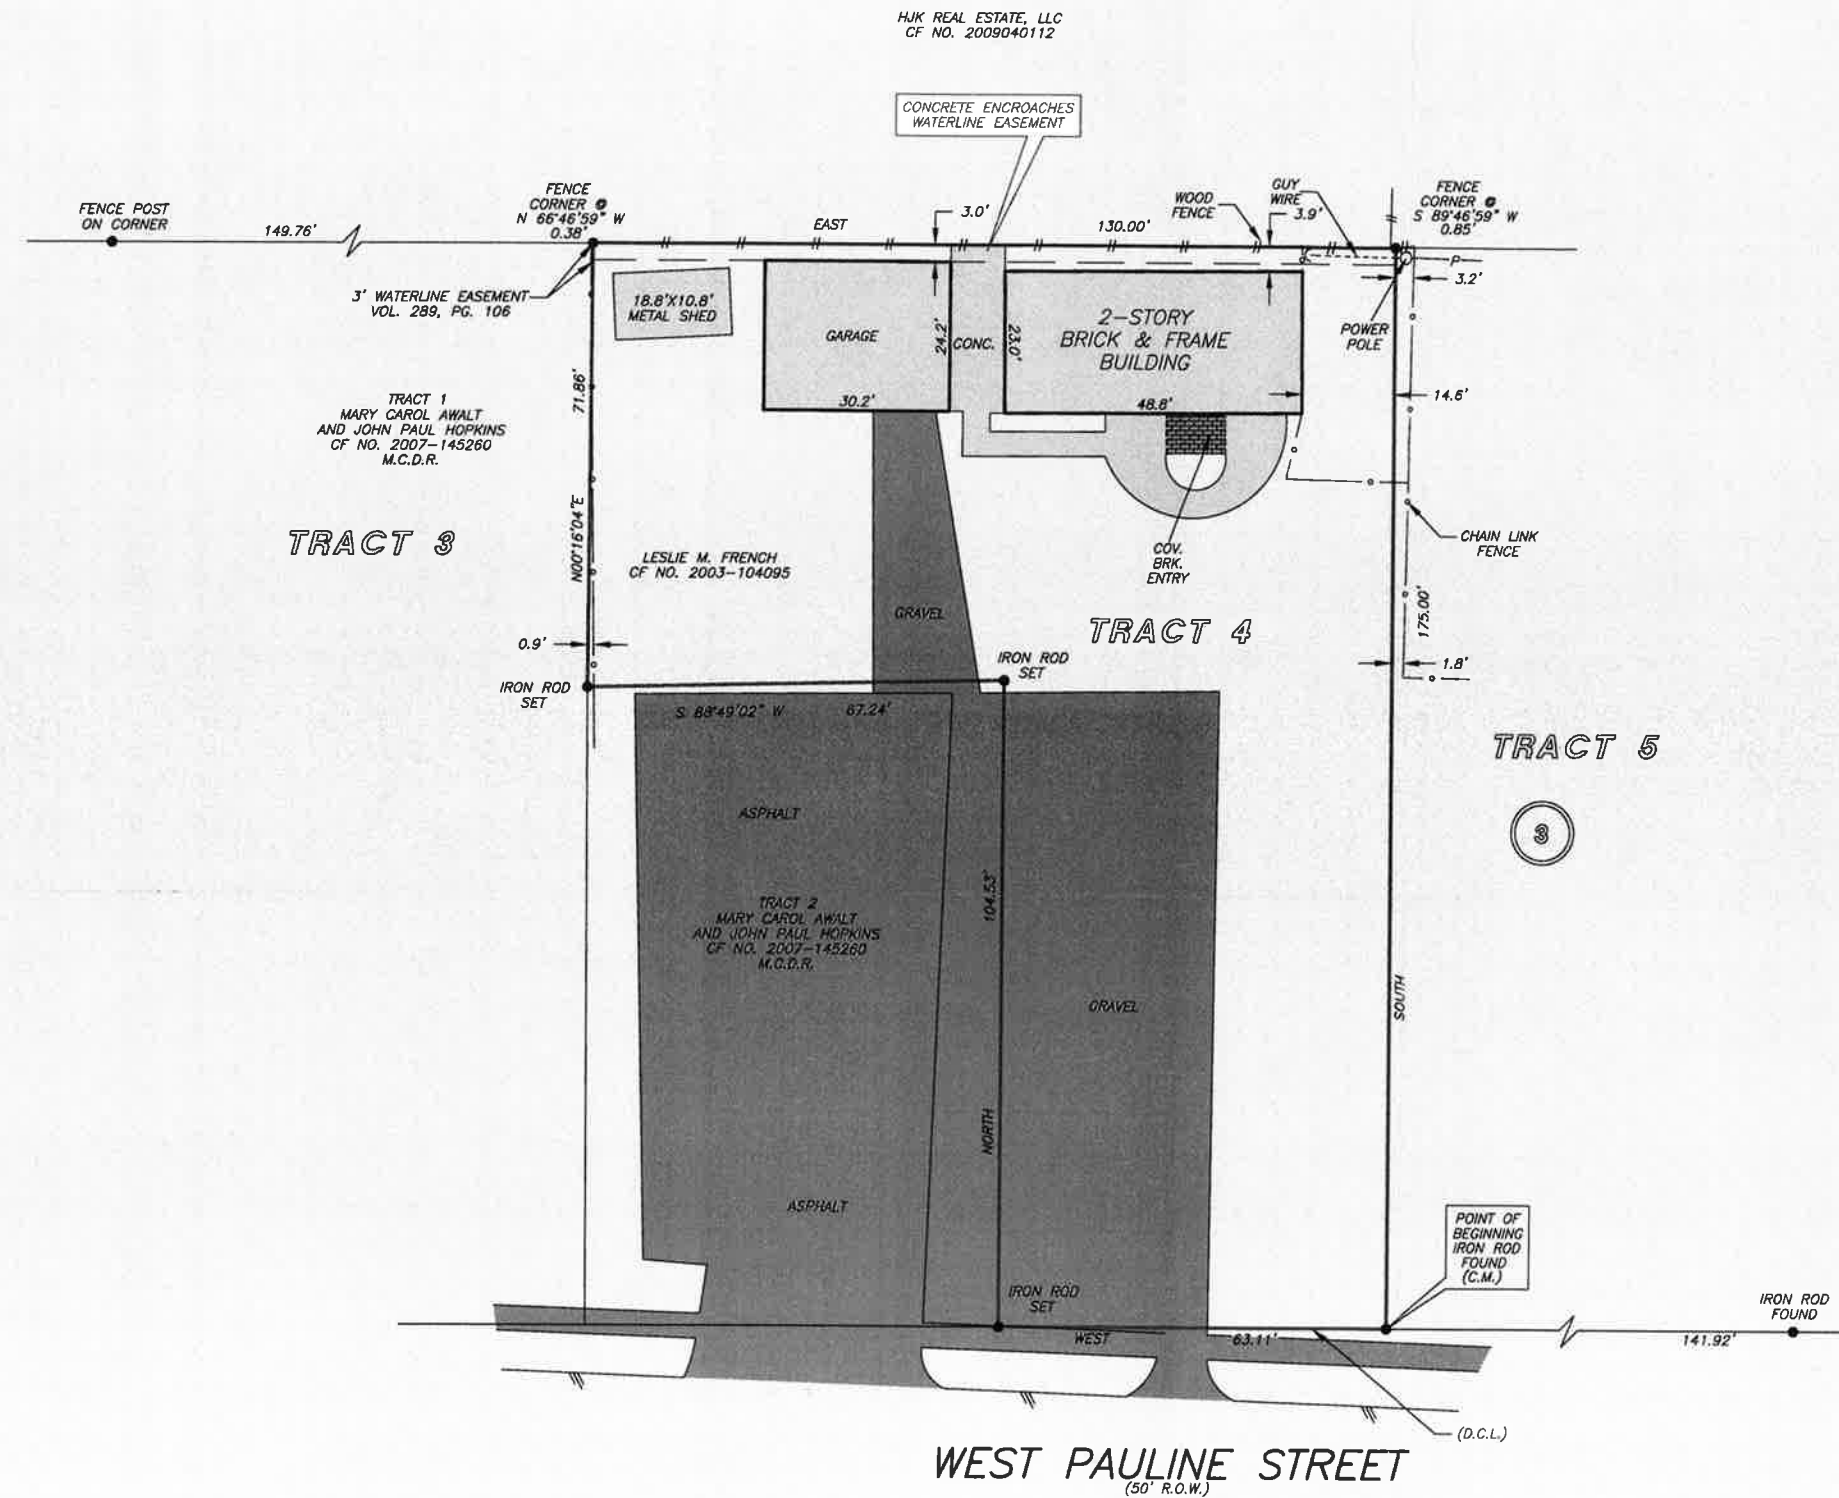 HJK REAL ESTATE, LLC
CF NO. 2009040112
CONCRETE ENCROACHES
WATERLINE EASEMENT
FENCE POST
ON CORNER
149.76'
FENCE
CORNER @
N 66°46'59" W
0.38'
EAST
3.0'
130.00'
WOOD
FENCE
GUY
WIRE
3.9'
FENCE
CORNER @
S 89°46'59" W
0.85'
P
3.2'
3' WATERLINE EASEMENT
VOL. 289, PG. 106
18.8'X10.8'
METAL SHED
GARAGE
24.2'
30.2'
CONC.
23.0'
2-STORY
BRICK & FRAME
BUILDING
48.8'
POWER
POLE
14.6'
71.86'
N00°16'04"E
TRACT 1
MARY CAROL AWALT
AND JOHN PAUL HOPKINS
CF NO. 2007-145260
M.C.D.R.
TRACT 3
LESLIE M. FRENCH
CF NO. 2003-104095
COV.
BRK.
ENTRY
CHAIN LINK
FENCE
175.00'
GRAVEL
TRACT 4
0.9'
1.8'
IRON ROD
SET
IRON ROD
SET
S 88°49'02" W
67.24'
TRACT 5
3
ASPHALT
TRACT 2
MARY CAROL AWALT
AND JOHN PAUL HOPKINS
CF NO. 2007-145260
M.C.D.R.
104.53'
NORTH
GRAVEL
SOUTH
ASPHALT
POINT OF
BEGINNING
IRON ROD
FOUND
(C.M.)
IRON ROD
SET
IRON ROD
FOUND
WEST
63.11'
141.92'
(D.C.L.)
WEST PAULINE STREET
(50' R.O.W.)